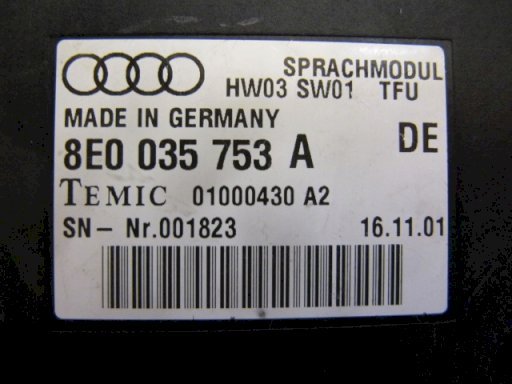 SPRACHMODUL
HW03 SW01 TFU
MADE IN GERMANY
8E0 035 753 A DE
TEMIC 01000430 A2
SN- Nr.001823 16.11.01